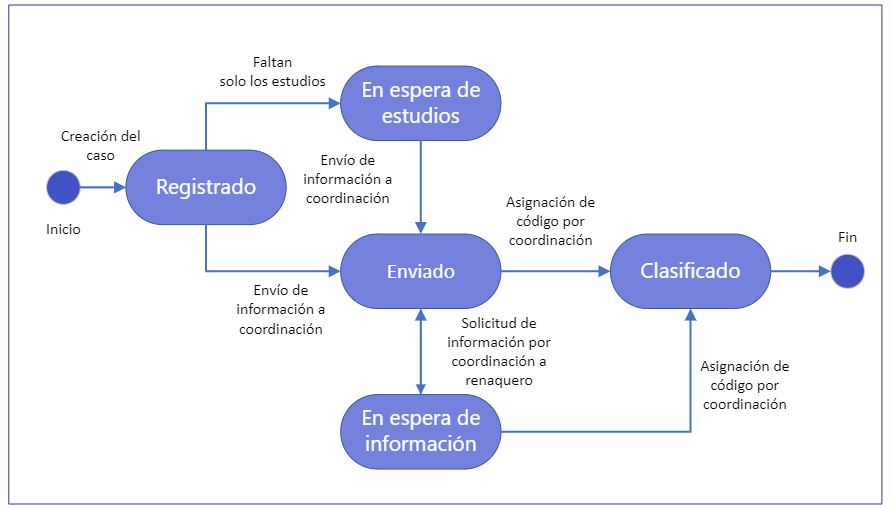 Faltan
solo los estudios
En espera de
estudios
Creación del
caso
Registrado
Inicio
Envío de
información a
coordinación
Asignación de
código por
coordinación
Enviado
Clasificado
Fin
Envío de
información a
coordinación
Solicitud de
información por
coordinación a
renaquero
Asignación de
código por
coordinación
En espera de
información